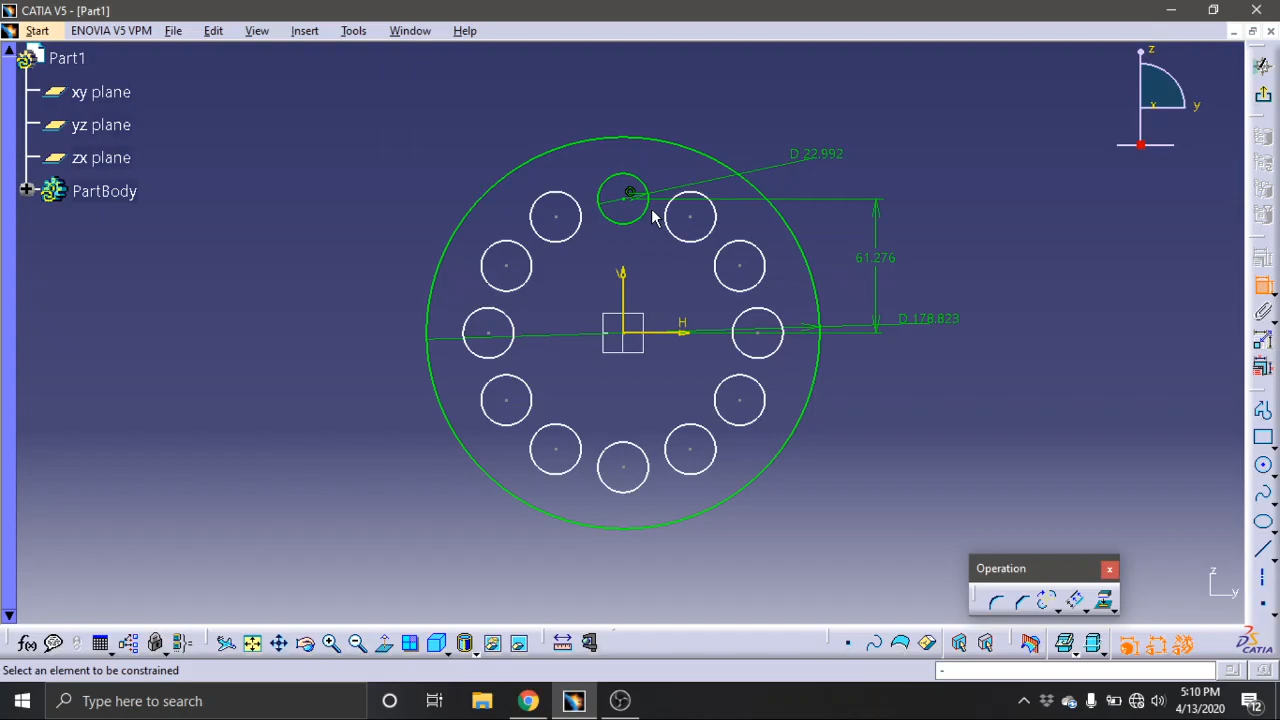 CATIA V5 - [Part1]
Start ENOVIA V5 VPM File Edit View Insert Tools Window Help
Part1
xy plane
yz plane
zx plane
PartBody
z
x
y
D 22.992
61.276
D 178.823
V
H
Operation
x
z
y
f(x)
CATIA
Select an element to be constrained
-
Type here to search
5:10 PM
4/13/2020
12